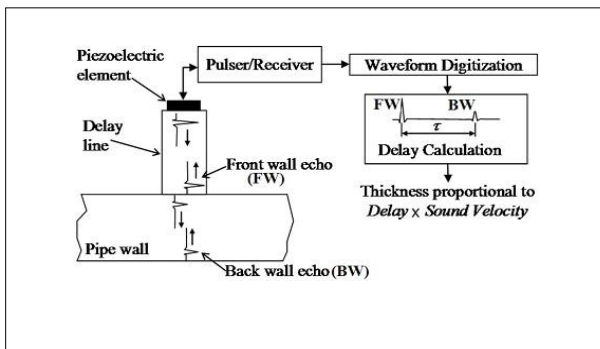 Piezoelectric
element
Pulser/Receiver
Waveform Digitization
Delay
line
FW
BW
τ
Delay Calculation
Front wall echo
(FW)
Thickness proportional to
Delay x Sound Velocity
Pipe wall
Back wall echo (BW)